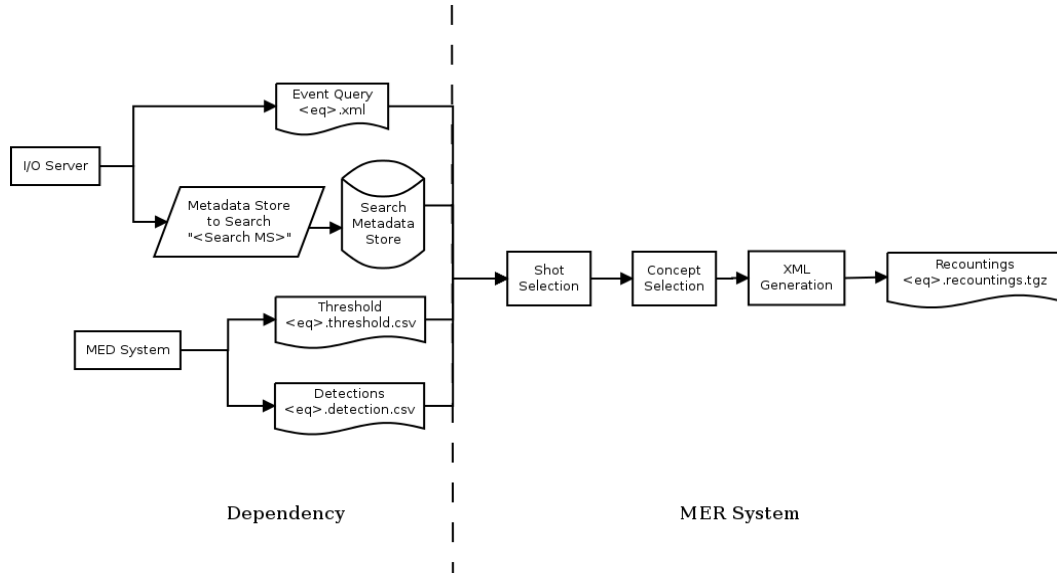 Event Query
<eq>.xml
I/O Server
Metadata Store
to Search
"<Search MS>"
Search
Metadata
Store
Shot
Selection
Concept
Selection
XML
Generation
Recountings
<eq>.recountings.tgz
Threshold
<eq>.threshold.csv
MED System
Detections
<eq>.detection.csv
Dependency
MER System